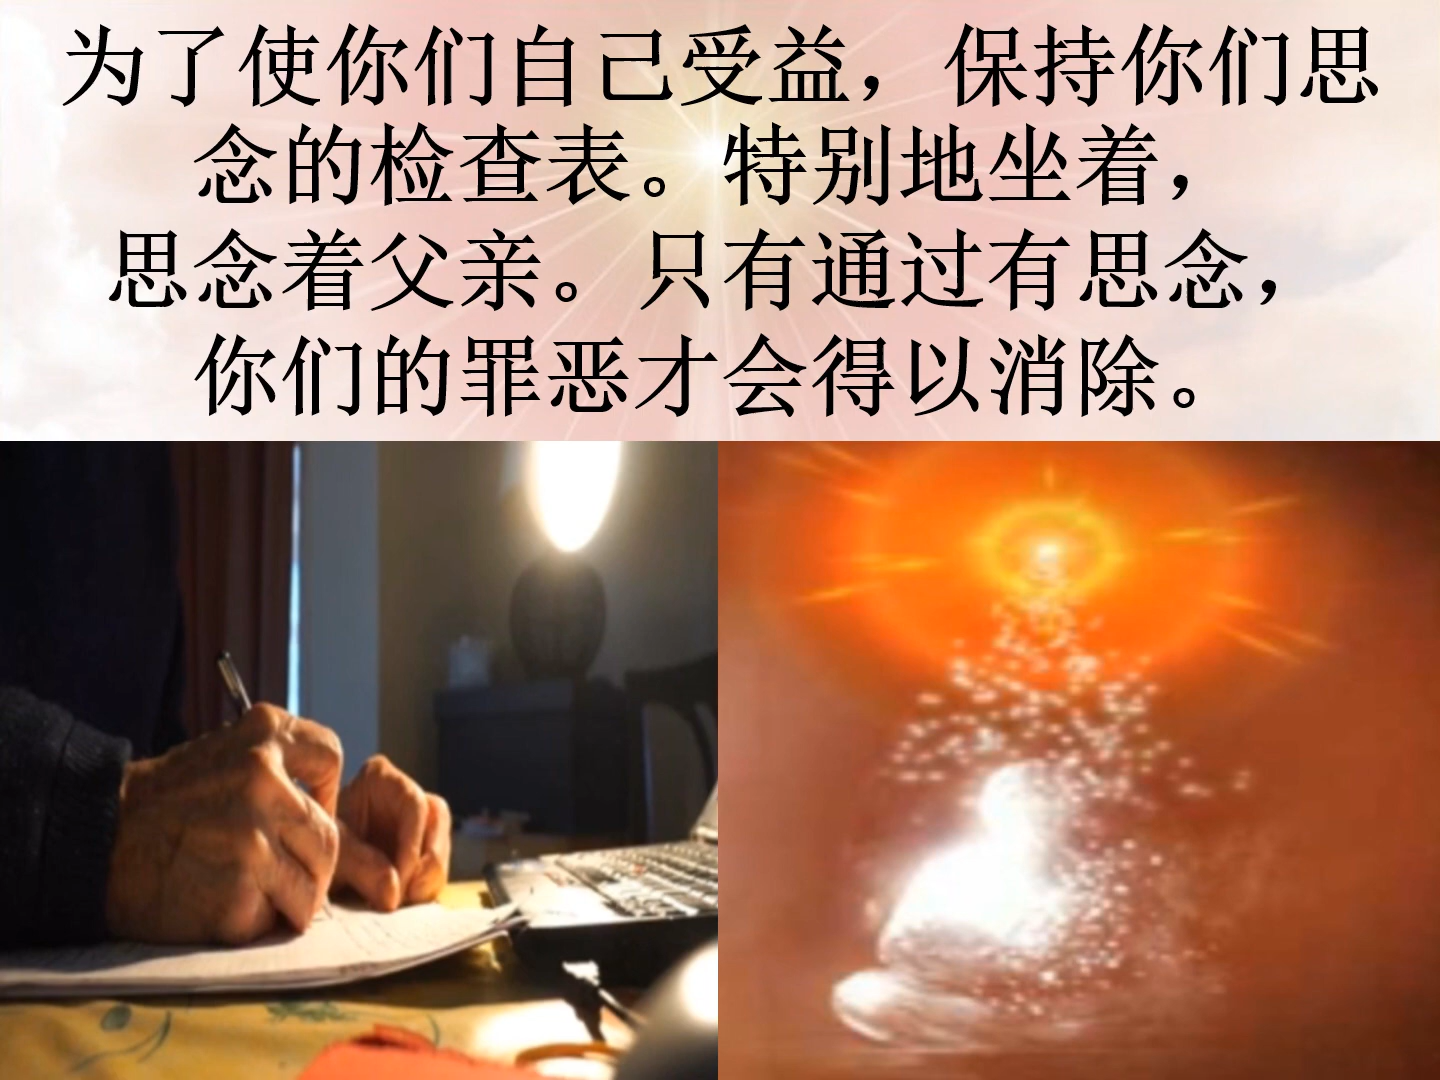 为了使你们自己受益，保持你们思
念的检查表。特别地坐着，
思念着父亲。只有通过有思念，
你们的罪恶才会得以消除。